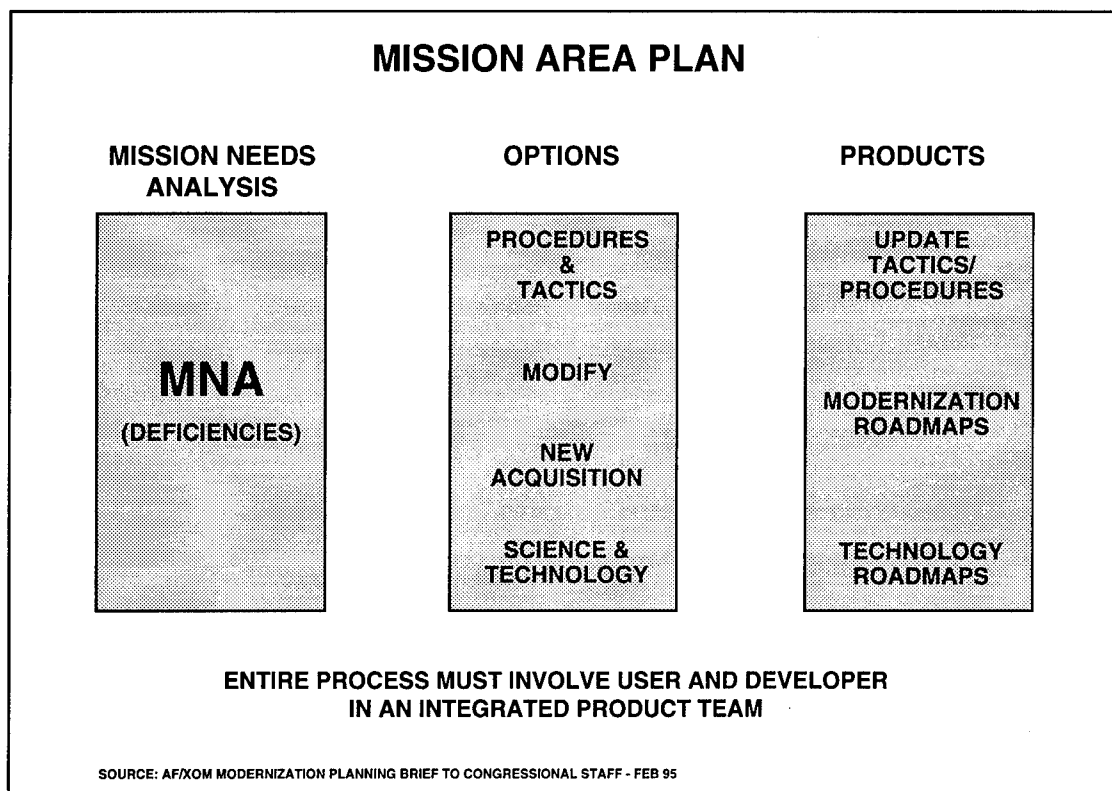 MISSION AREA PLAN
MISSION NEEDS
ANALYSIS
MNA
(DEFICIENCIES)
OPTIONS
PROCEDURES
&
TACTICS
MODIFY
NEW
ACQUISITION
SCIENCE &
TECHNOLOGY
PRODUCTS
UPDATE
TACTICS/
PROCEDURES
MODERNIZATION
ROADMAPS
TECHNOLOGY
ROADMAPS
ENTIRE PROCESS MUST INVOLVE USER AND DEVELOPER
IN AN INTEGRATED PRODUCT TEAM
SOURCE: AF/XOM MODERNIZATION PLANNING BRIEF TO CONGRESSIONAL STAFF - FEB 95